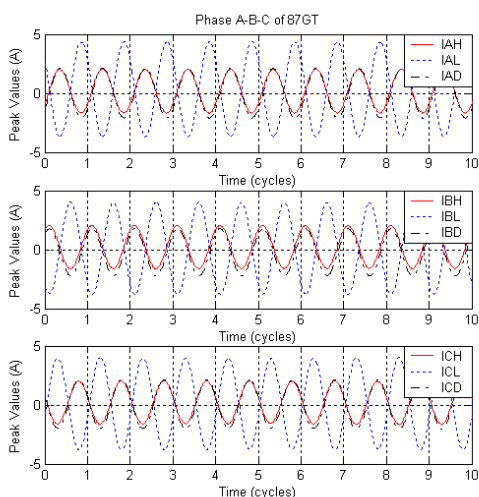 Phase A-B-C of 87GT
5
0
-5
Peak Values (A)
IAH
IAL
IAD
0 1 2 3 4 5 6 7 8 9 10
Time (cycles)
5
0
-5
Peak Values (A)
IBH
IBL
IBD
0 1 2 3 4 5 6 7 8 9 10
Time (cycles)
5
0
-5
Peak Values (A)
ICH
ICL
ICD
0 1 2 3 4 5 6 7 8 9 10
Time (cycles)